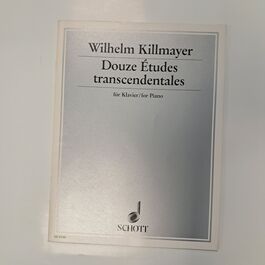 Wilhelm Killmayer
Douze Études
transcendentales
für Klavier/for Piano
SCHOTT